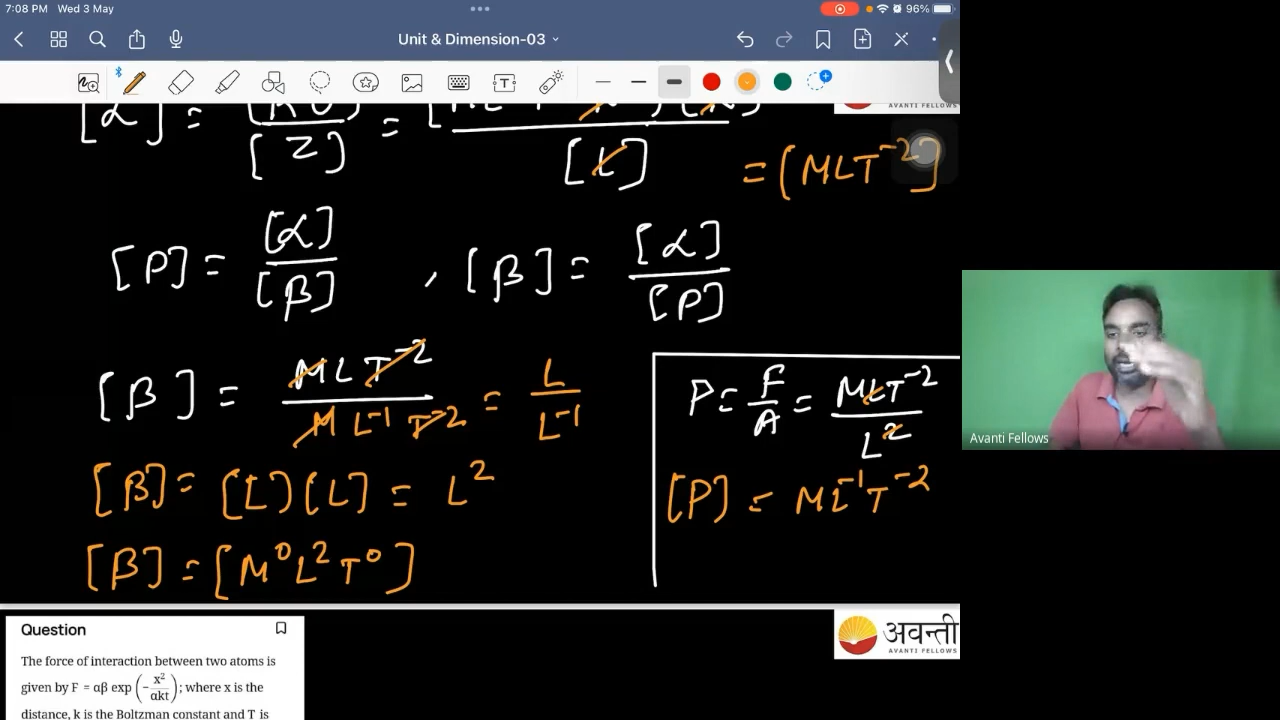 7:08 PM Wed 3 May
96%
Unit & Dimension-03
AVANTI FELLOWS
[α] = [kθ]/[Z] =
[L]
= [MLT⁻²]
[P] = [α]/[β] , [β] = [α]/[P]
[β] = MLT⁻²/ML⁻¹T⁻² = L/L⁻¹
P = F/A = MLT⁻²/L²
[β] = [L][L] = L²
[P] = ML⁻¹T⁻²
[β] = [M⁰L²T⁰]
Avanti Fellows
Question
अवन्ती
AVANTI FELLOWS
The force of interaction between two atoms is
given by F = αβ exp (−x²/αkt); where x is the
distance, k is the Boltzman constant and T is